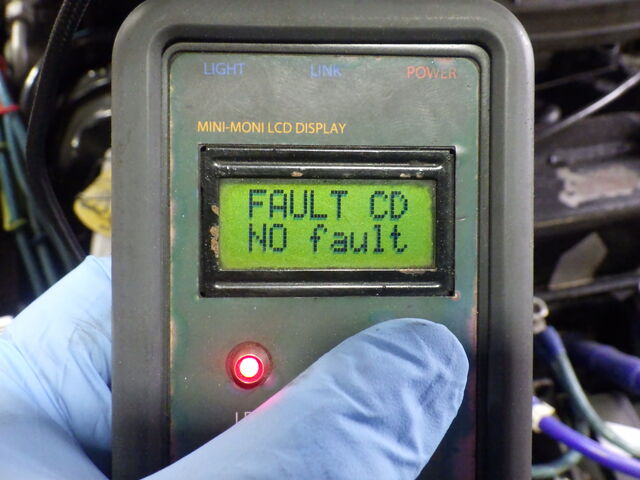 LIGHT LINK POWER
MINI-MONI LCD DISPLAY
FAULT CD
NO fault